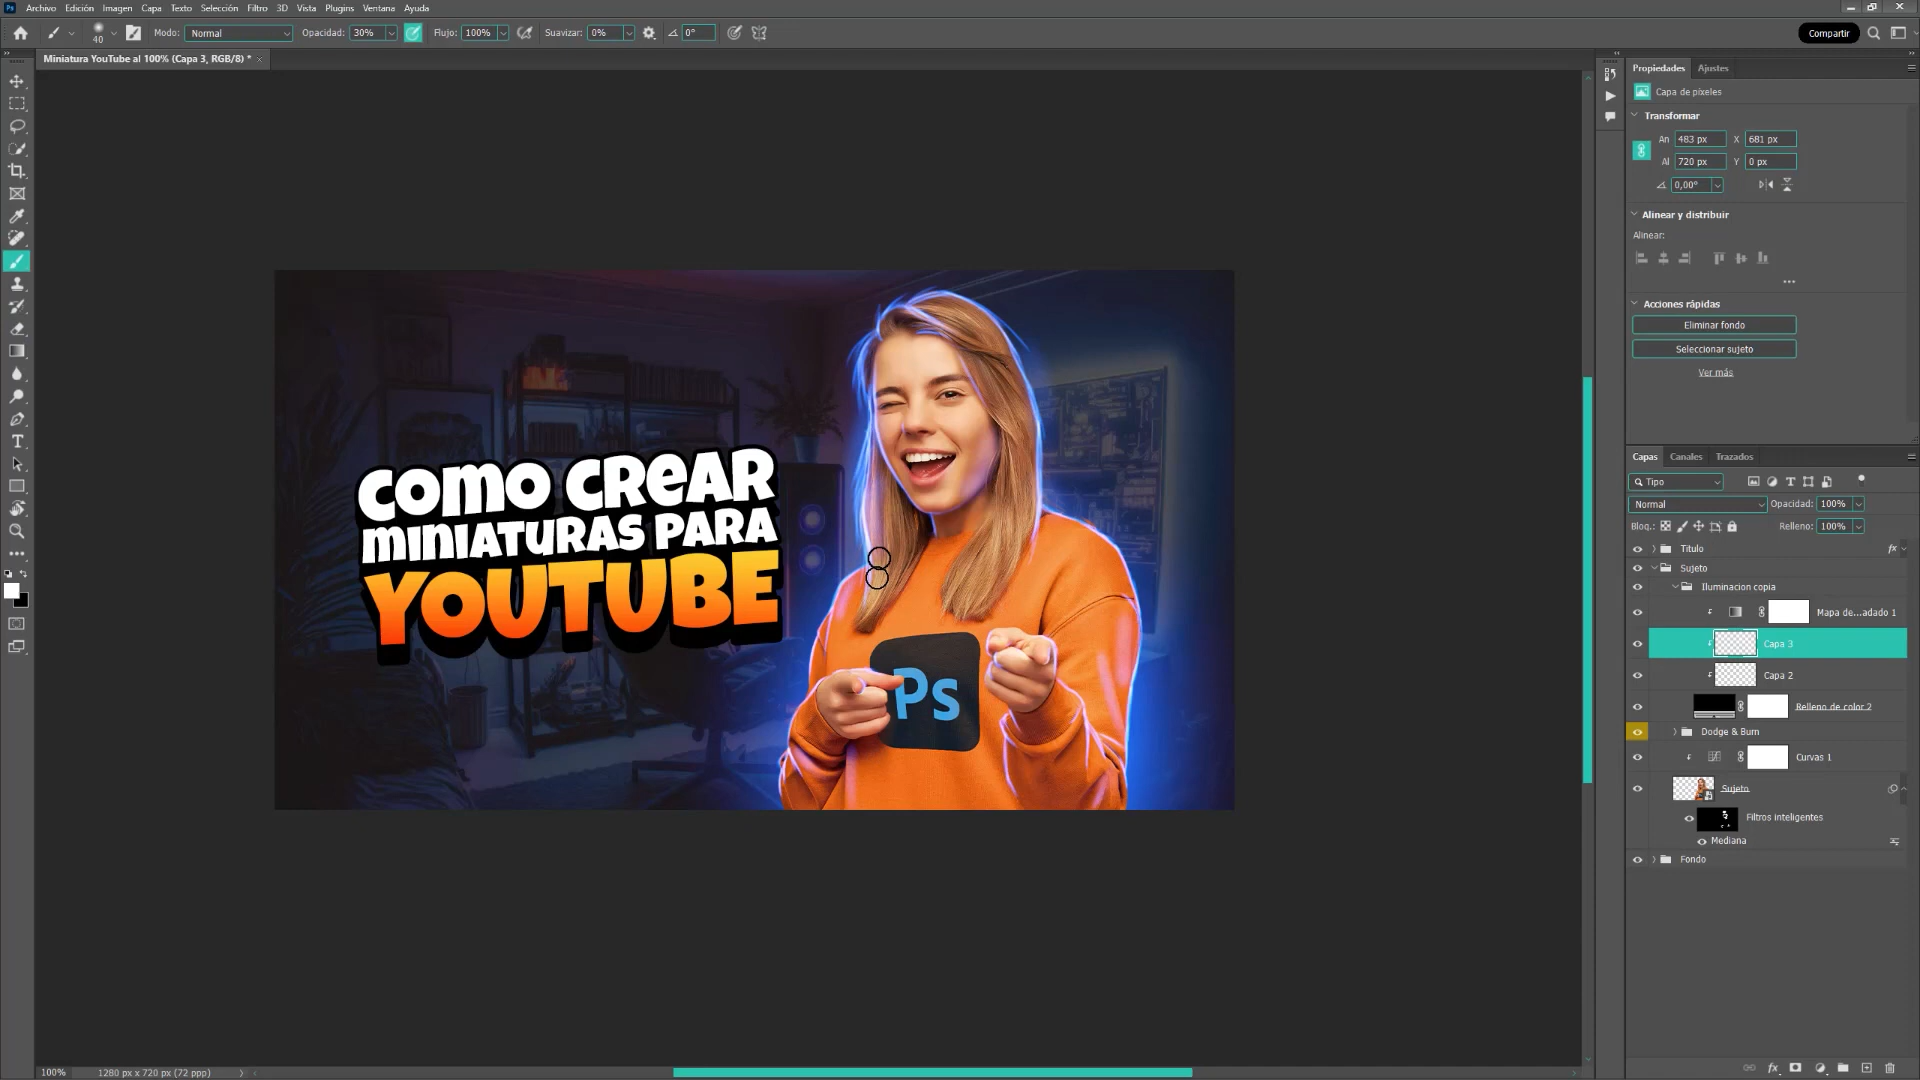 Ps Archivo Edición Imagen Capa Texto Selección Filtro 3D Vista Plugins Ventana Ayuda
40 Modo: Normal Opacidad: 30% Flujo: 100% Suavizar: 0% 0° Compartir
Miniatura YouTube al 100% (Capa 3, RGB/8) * ×
COMO CREAR
MINIATURAS PARA
YOUTUBE
Ps
Propiedades Ajustes
Capa de píxeles
Transformar
An 483 px X 681 px
Al 720 px Y 0 px
0,00°
Alinear y distribuir
Alinear:
Acciones rápidas
Eliminar fondo
Seleccionar sujeto
Ver más
Capas Canales Trazados
Tipo
Normal Opacidad: 100%
Bloq.: Relleno: 100%
Titulo fx
Sujeto
Iluminacion copia
Mapa de...adado 1
Capa 3
Capa 2
Relleno de color 2
Dodge & Burn
Curvas 1
Sujeto
Filtros inteligentes
Mediana
Fondo
fx
100% 1280 px x 720 px (72 ppp)